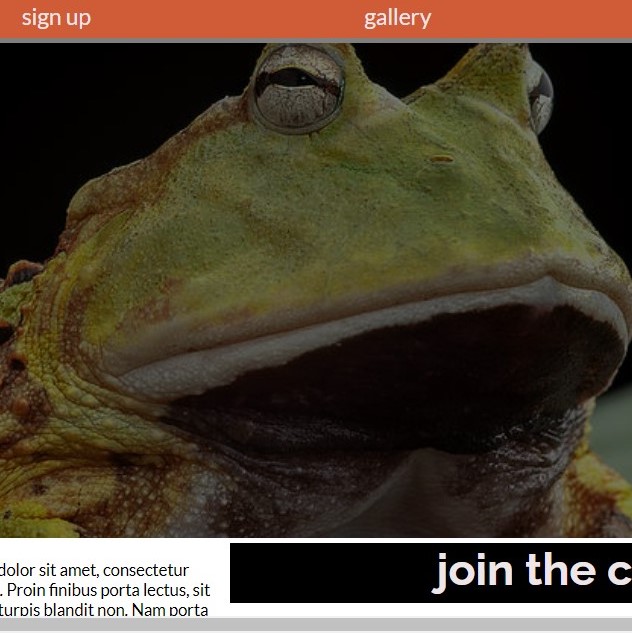 sign up
gallery
dolor sit amet, consectetur
. Proin finibus porta lectus, sit
turpis blandit non. Nam porta
join the c